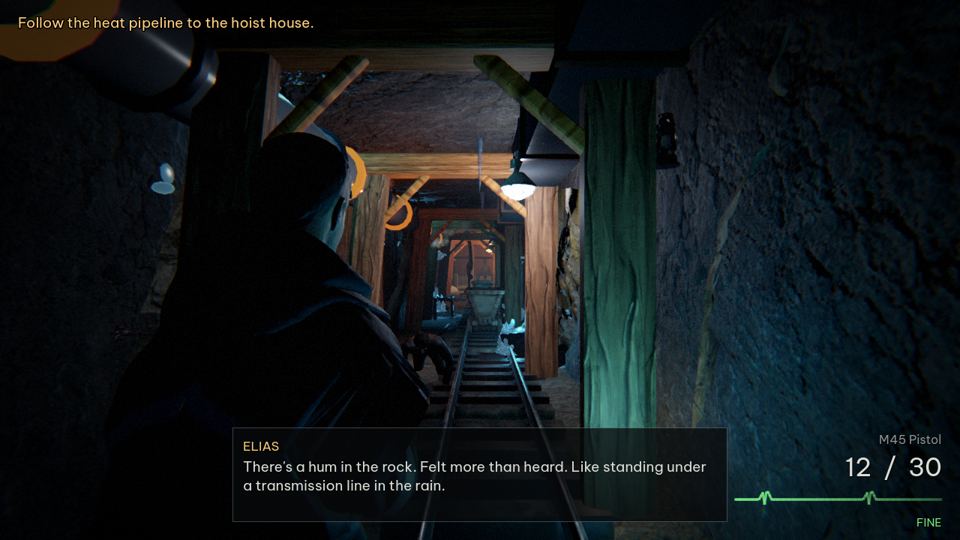 Follow the heat pipeline to the hoist house.
ELIAS
There's a hum in the rock. Felt more than heard. Like standing under
a transmission line in the rain.
M45 Pistol
12 / 30
FINE